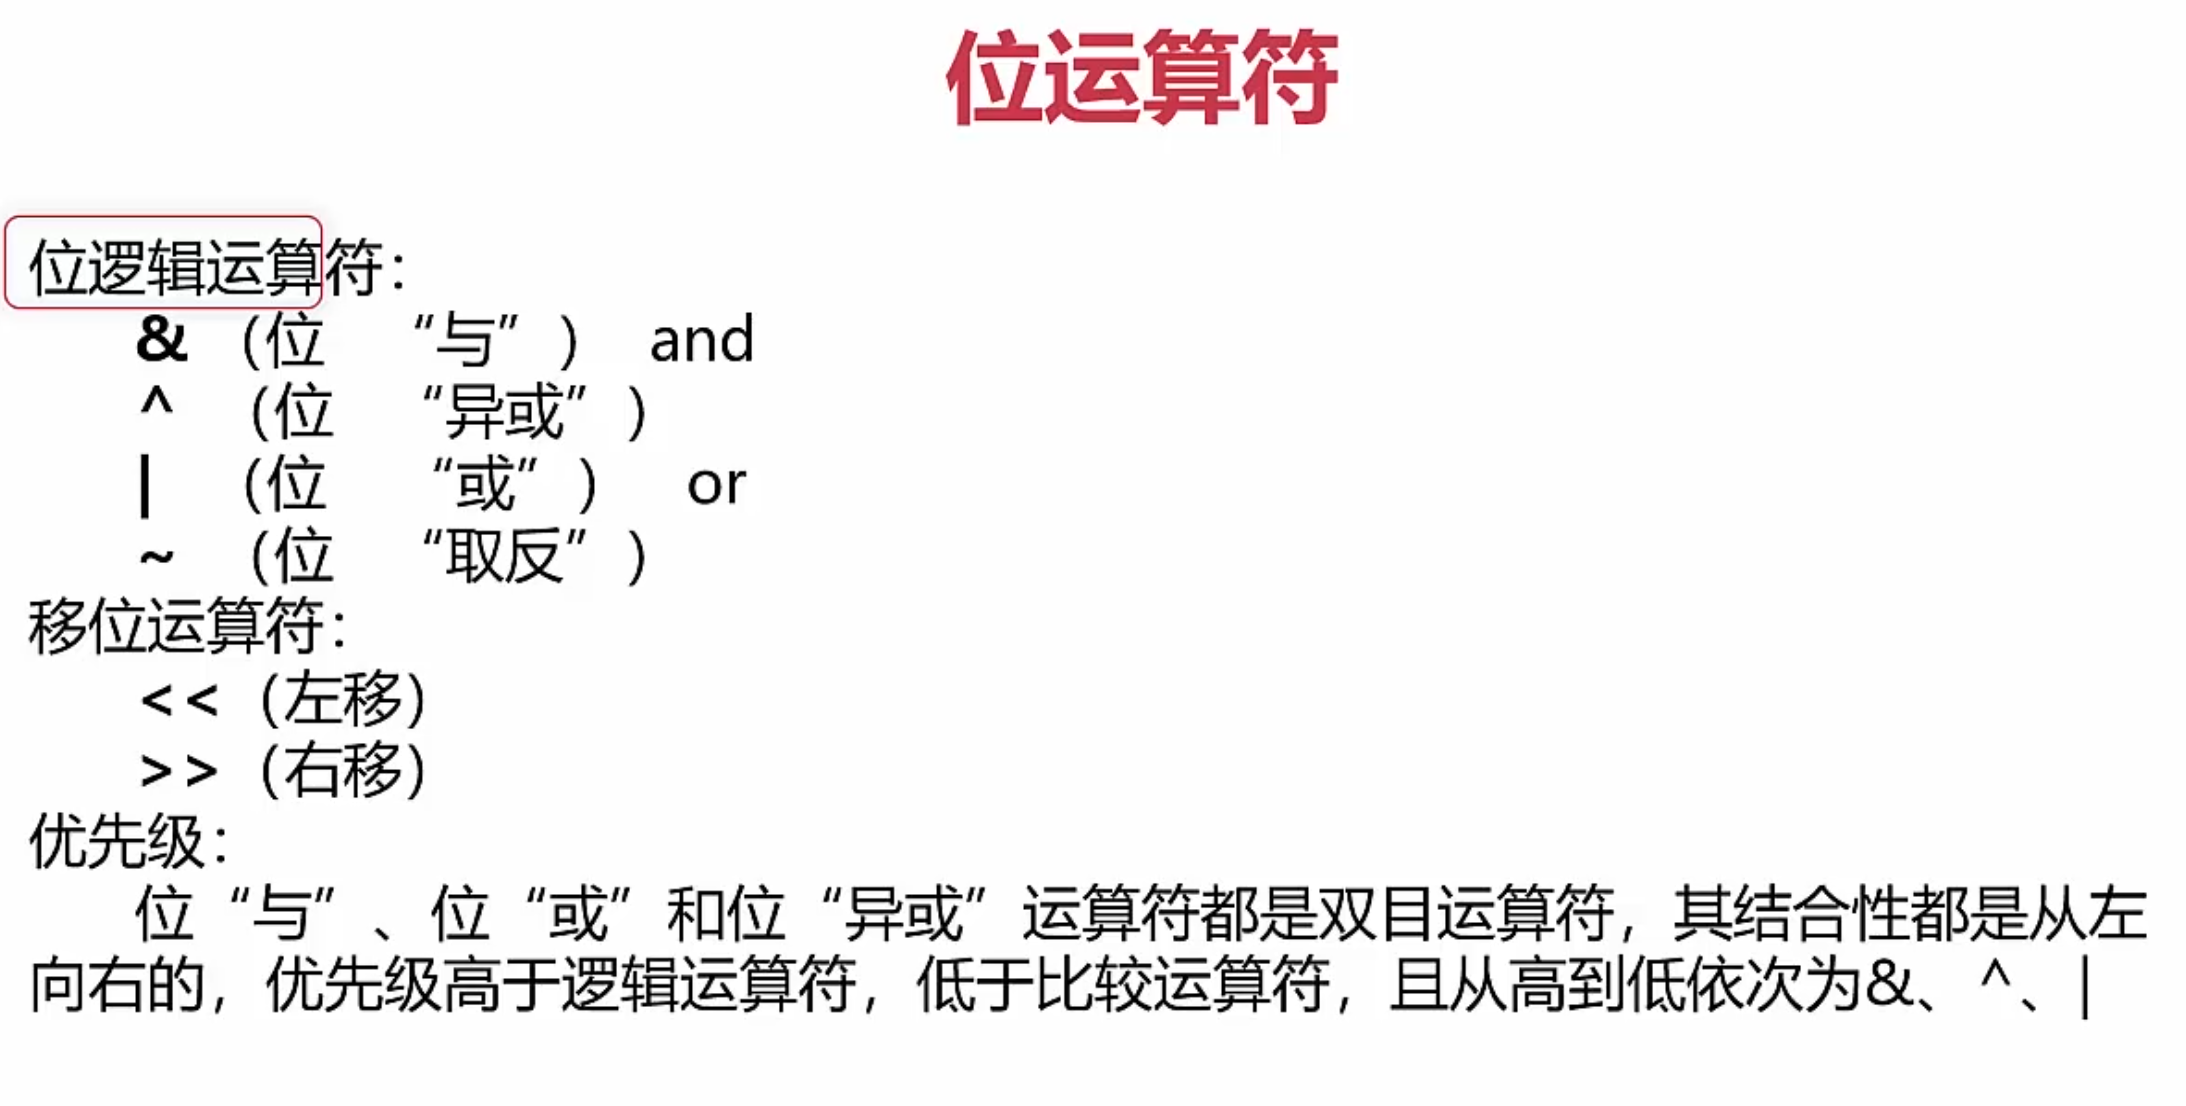 位运算符
位逻辑运算符：
& （位 “与”） and
^ （位 “异或”）
| （位 “或”） or
~ （位 “取反”）
移位运算符：
<<（左移）
>>（右移）
优先级：
位“与”、位“或”和位“异或”运算符都是双目运算符，其结合性都是从左
向右的，优先级高于逻辑运算符，低于比较运算符，且从高到低依次为&、^、|